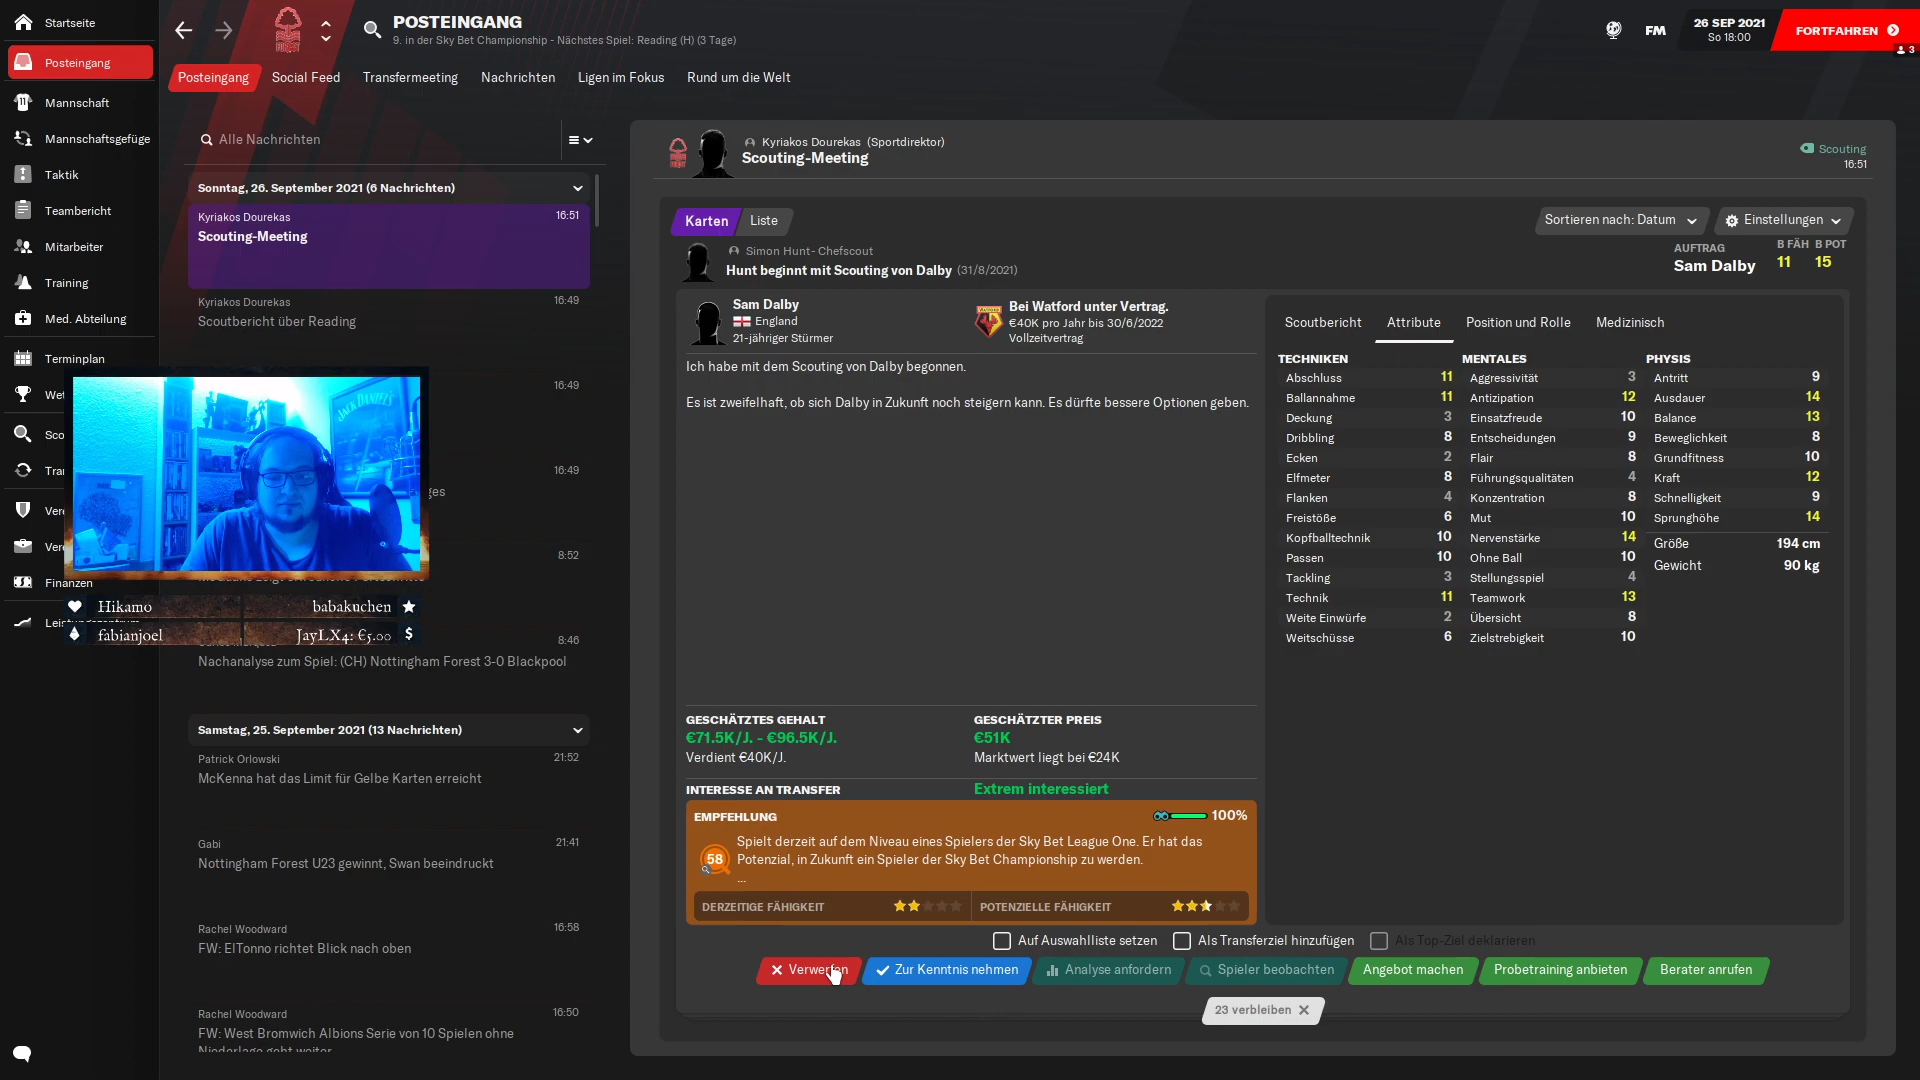 Startseite
Posteingang
Mannschaft
Mannschaftsgefüge
Taktik
Teambericht
Mitarbeiter
Training
Med. Abteilung
Terminplan
Finanzen
POSTEINGANG
9. in der Sky Bet Championship - Nächstes Spiel: Reading (H) (3 Tage)
FM
26 SEP 2021
So 18:00
FORTFAHREN
3
Posteingang
Social Feed
Transfermeeting
Nachrichten
Ligen im Fokus
Rund um die Welt
Alle Nachrichten
Sonntag, 26. September 2021 (6 Nachrichten)
Kyriakos Dourekas 16:51
Scouting-Meeting
Kyriakos Dourekas 16:49
Scoutbericht über Reading
16:49
16:49
8:52
8:46
Nachanalyse zum Spiel: (CH) Nottingham Forest 3-0 Blackpool
Samstag, 25. September 2021 (13 Nachrichten)
Patrick Orlowski 21:52
McKenna hat das Limit für Gelbe Karten erreicht
Gabi 21:41
Nottingham Forest U23 gewinnt, Swan beeindruckt
Rachel Woodward 16:58
FW: ElTonno richtet Blick nach oben
Rachel Woodward 16:50
FW: West Bromwich Albions Serie von 10 Spielen ohne
Niederlage geht weiter
JACK DANIEL'S
Hikamo babakuchen
fabianjoel JayLX4: €5.00
Kyriakos Dourekas (Sportdirektor)
Scouting-Meeting
Scouting
16:51
Karten
Liste
Sortieren nach: Datum
Einstellungen
Simon Hunt - Chefscout
Hunt beginnt mit Scouting von Dalby (31/8/2021)
AUFTRAG
Sam Dalby
B FÄH B POT
11 15
Sam Dalby
England
21-jähriger Stürmer
Bei Watford unter Vertrag.
€40K pro Jahr bis 30/6/2022
Vollzeitvertrag
Ich habe mit dem Scouting von Dalby begonnen.
Es ist zweifelhaft, ob sich Dalby in Zukunft noch steigern kann. Es dürfte bessere Optionen geben.
GESCHÄTZTES GEHALT
€71.5K/J. - €96.5K/J.
Verdient €40K/J.
GESCHÄTZTER PREIS
€51K
Marktwert liegt bei €24K
INTERESSE AN TRANSFER
Extrem interessiert
EMPFEHLUNG
100%
58
Spielt derzeit auf dem Niveau eines Spielers der Sky Bet League One. Er hat das
Potenzial, in Zukunft ein Spieler der Sky Bet Championship zu werden.
...
DERZEITIGE FÄHIGKEIT
POTENZIELLE FÄHIGKEIT
Scoutbericht
Attribute
Position und Rolle
Medizinisch
TECHNIKEN
Abschluss 11
Ballannahme 11
Deckung 3
Dribbling 8
Ecken 2
Elfmeter 8
Flanken 4
Freistöße 6
Kopfballtechnik 10
Passen 10
Tackling 3
Technik 11
Weite Einwürfe 2
Weitschüsse 6
MENTALES
Aggressivität 3
Antizipation 12
Einsatzfreude 10
Entscheidungen 9
Flair 8
Führungsqualitäten 4
Konzentration 8
Mut 10
Nervenstärke 14
Ohne Ball 10
Stellungsspiel 4
Teamwork 13
Übersicht 8
Zielstrebigkeit 10
PHYSIS
Antritt 9
Ausdauer 14
Balance 13
Beweglichkeit 8
Grundfitness 10
Kraft 12
Schnelligkeit 9
Sprunghöhe 14
Größe 194 cm
Gewicht 90 kg
Auf Auswahlliste setzen
Als Transferziel hinzufügen
Als Top-Ziel deklarieren
Verwerfen
Zur Kenntnis nehmen
Analyse anfordern
Spieler beobachten
Angebot machen
Probetraining anbieten
Berater anrufen
23 verbleiben